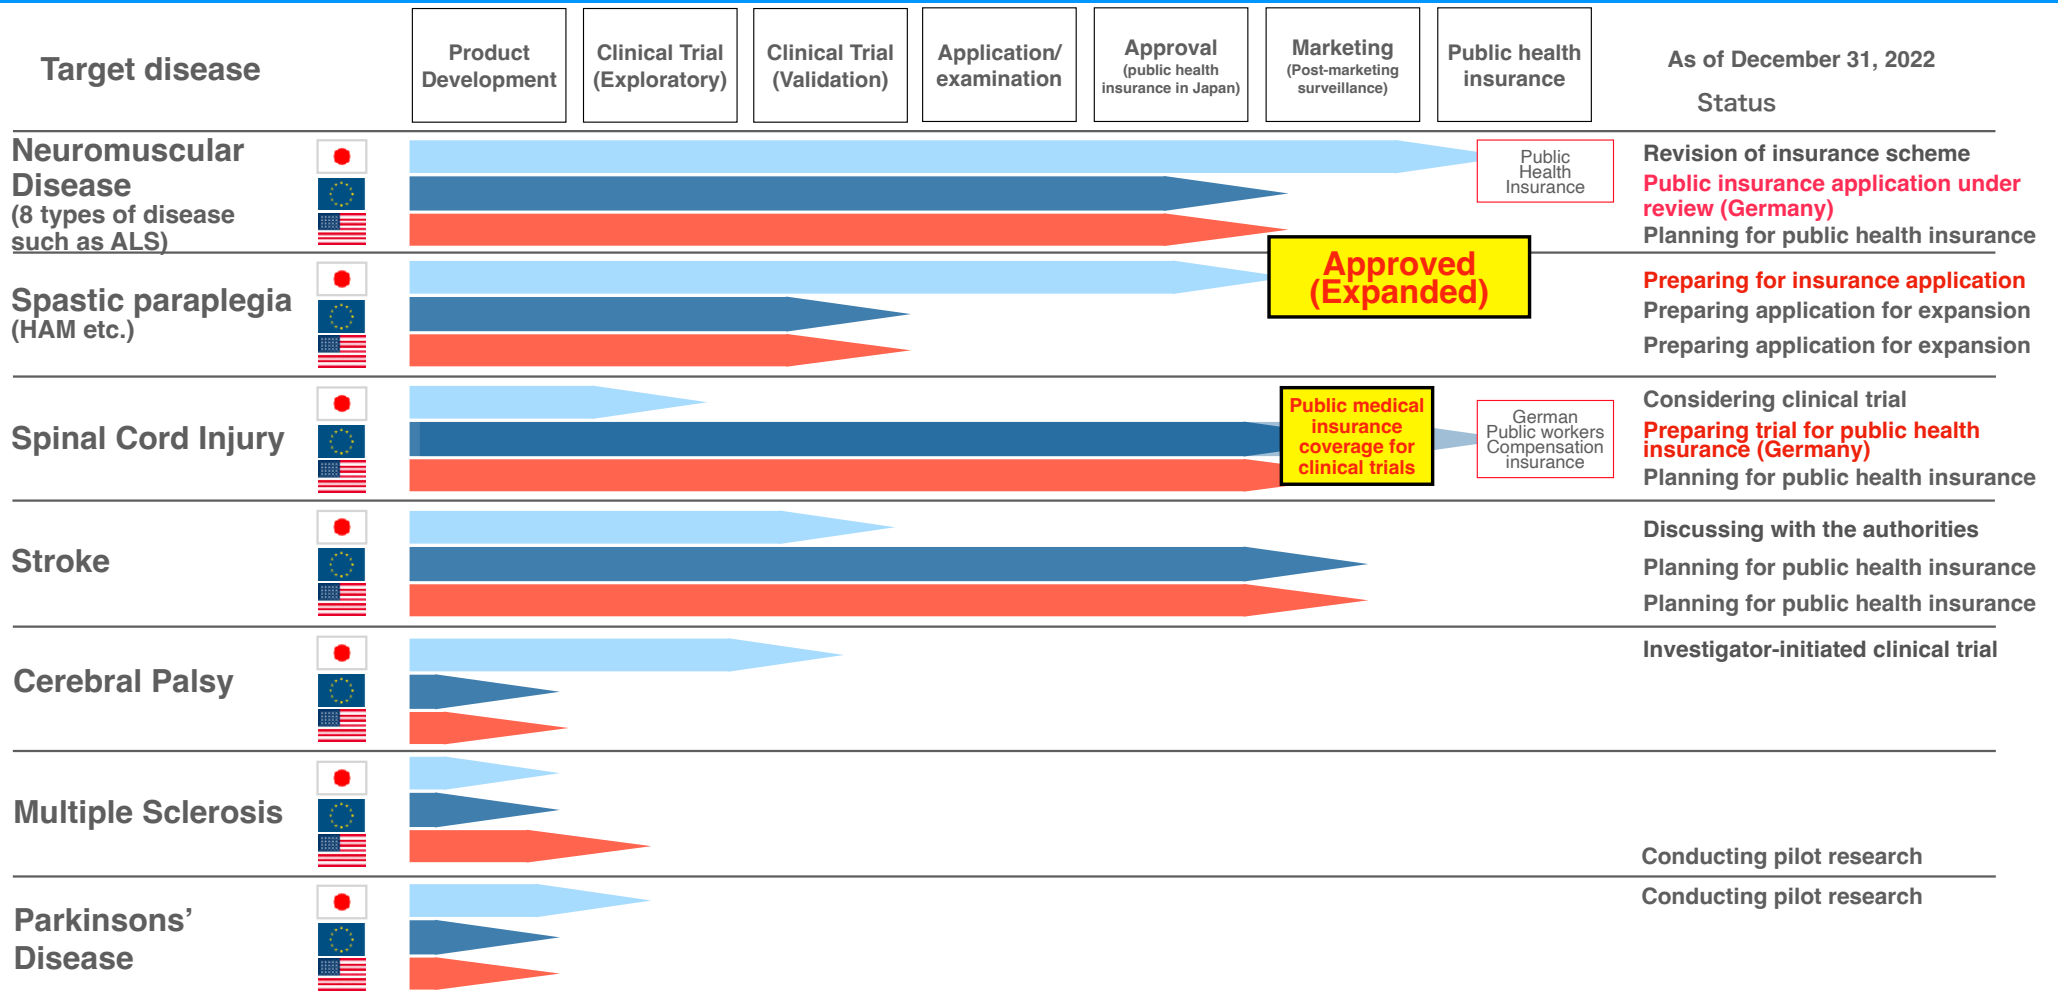 Target disease
Product
Development
Clinical Trial
(Exploratory)
Clinical Trial
(Validation)
Application/
examination
Approval
(public health
insurance in Japan)
Marketing
(Post-marketing
surveillance)
Public health
insurance
As of December 31, 2022
Status
Neuromuscular
Disease
(8 types of disease
such as ALS)
Public
Health
Insurance
Revision of insurance scheme
Public insurance application under
review (Germany)
Planning for public health insurance
Spastic paraplegia
(HAM etc.)
Approved
(Expanded)
Preparing for insurance application
Preparing application for expansion
Preparing application for expansion
Spinal Cord Injury
Public medical
insurance
coverage for
clinical trials
German
Public workers
Compensation
insurance
Considering clinical trial
Preparing trial for public health
insurance (Germany)
Planning for public health insurance
Stroke
Discussing with the authorities
Planning for public health insurance
Planning for public health insurance
Cerebral Palsy
Investigator-initiated clinical trial
Multiple Sclerosis
Conducting pilot research
Parkinsons’
Disease
Conducting pilot research